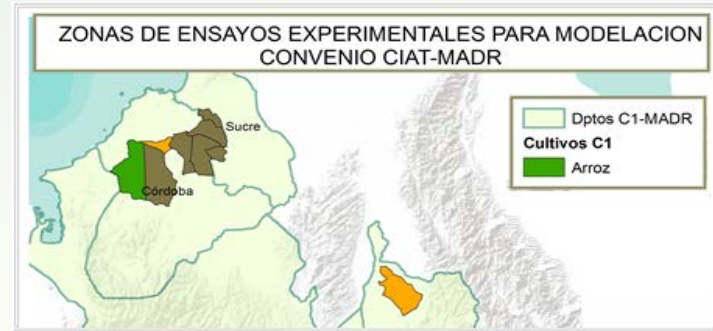 ZONAS DE ENSAYOS EXPERIMENTALES PARA MODELACION
CONVENIO CIAT-MADR
Sucre
Córdoba
Dptos C1-MADR
Cultivos C1
Arroz